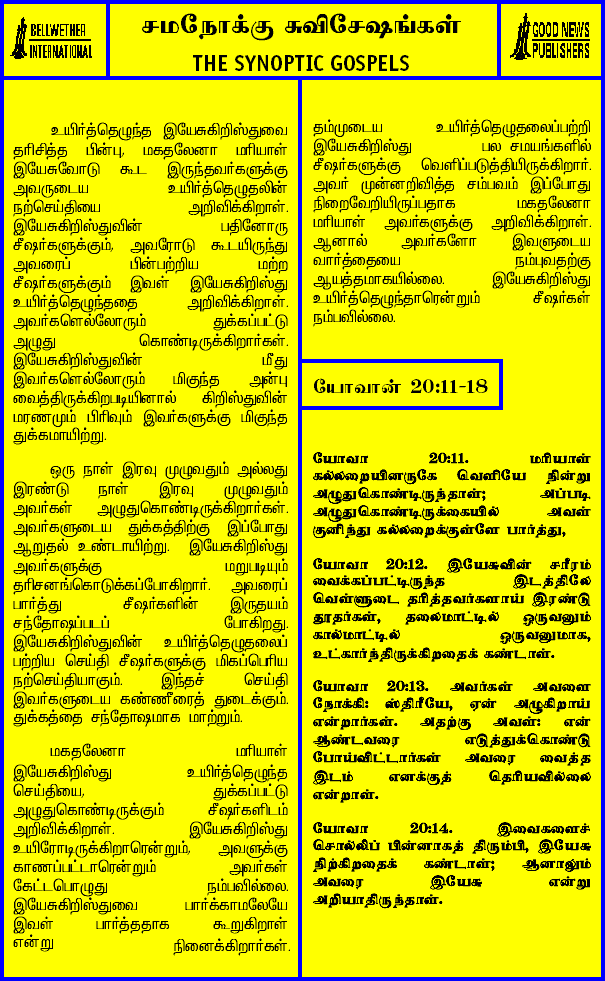 BELLWETHER
INTERNATIONAL
சமநோக்கு சுவிசேஷங்கள்
THE SYNOPTIC GOSPELS
GOOD NEWS
PUBLISHERS
உயிர்த்தெழுந்த இயேசுகிறிஸ்துவை
தரிசித்த பின்பு, மகதலேனா மரியாள்
இயேசுவோடு கூட இருந்தவர்களுக்கு
அவருடைய உயிர்த்தெழுதலின்
நற்செய்தியை அறிவிக்கிறாள்.
இயேசுகிறிஸ்துவின் பதினோரு
சீஷர்களுக்கும், அவரோடு கூடயிருந்து
அவரைப் பின்பற்றிய மற்ற
சீஷர்களுக்கும் இவள் இயேசுகிறிஸ்து
உயிர்த்தெழுந்ததை அறிவிக்கிறாள்.
அவர்களெல்லோரும் துக்கப்பட்டு
அழுது கொண்டிருக்கிறார்கள்.
இயேசுகிறிஸ்துவின் மீது
இவர்களெல்லோரும் மிகுந்த அன்பு
வைத்திருக்கிறபடியினால் கிறிஸ்துவின்
மரணமும் பிரிவும் இவர்களுக்கு மிகுந்த
துக்கமாயிற்று.
ஒரு நாள் இரவு முழுவதும் அல்லது
இரண்டு நாள் இரவு முழுவதும்
அவர்கள் அழுதுகொண்டிருக்கிறார்கள்.
அவர்களுடைய துக்கத்திற்கு இப்போது
ஆறுதல் உண்டாயிற்று. இயேசுகிறிஸ்து
அவர்களுக்கு மறுபடியும்
தரிசனங்கொடுக்கப்போகிறார். அவரைப்
பார்த்து சீஷர்களின் இருதயம்
சந்தோஷப்படப் போகிறது.
இயேசுகிறிஸ்துவின் உயிர்த்தெழுதலைப்
பற்றிய செய்தி சீஷர்களுக்கு மிகப்பெரிய
நற்செய்தியாகும். இந்தச் செய்தி
இவர்களுடைய கண்ணீரைத் துடைக்கும்.
துக்கத்தை சந்தோஷமாக மாற்றும்.
மகதலேனா மரியாள்
இயேசுகிறிஸ்து உயிர்த்தெழுந்த
செய்தியை, துக்கப்பட்டு
அழுதுகொண்டிருக்கும் சீஷர்களிடம்
அறிவிக்கிறாள். இயேசுகிறிஸ்து
உயிரோடிருக்கிறாரென்றும், அவளுக்கு
காணப்பட்டாரென்றும் அவர்கள்
கேட்டபொழுது நம்பவில்லை.
இயேசுகிறிஸ்துவை பார்க்காமலேயே
இவள் பார்த்ததாக கூறுகிறாள்
என்று நினைக்கிறார்கள்.
தம்முடைய உயிர்த்தெழுதலைப்பற்றி
இயேசுகிறிஸ்து பல சமயங்களில்
சீஷர்களுக்கு வெளிப்படுத்தியிருக்கிறார்.
அவர் முன்னறிவித்த சம்பவம் இப்போது
நிறைவேறியிருப்பதாக மகதலேனா
மரியாள் அவர்களுக்கு அறிவிக்கிறாள்.
ஆனால் அவர்களோ இவளுடைய
வார்த்தையை நம்புவதற்கு
ஆயத்தமாகயில்லை. இயேசுகிறிஸ்து
உயிர்த்தெழுந்தாரென்றும் சீஷர்கள்
நம்பவில்லை.
யோவான் 20:11-18
யோவா 20:11. மரியாள்
கல்லறையினருகே வெளியே நின்று
அழுதுகொண்டிருந்தாள்; அப்படி
அழுதுகொண்டிருக்கையில் அவள்
குனிந்து கல்லறைக்குள்ளே பார்த்து,
யோவா 20:12. இயேசுவின் சரீரம்
வைக்கப்பட்டிருந்த இடத்திலே
வெள்ளுடை தரித்தவர்களாய் இரண்டு
தூதர்கள், தலைமாட்டில் ஒருவனும்
கால்மாட்டில் ஒருவனுமாக,
உட்கார்ந்திருக்கிறதைக் கண்டாள்.
யோவா 20:13. அவர்கள் அவளை
நோக்கி: ஸ்திரீயே, ஏன் அழுகிறாய்
என்றார்கள். அதற்கு அவள்: என்
ஆண்டவரை எடுத்துக்கொண்டு
போய்விட்டார்கள் அவரை வைத்த
இடம் எனக்குத் தெரியவில்லை
என்றாள்.
யோவா 20:14. இவைகளைச்
சொல்லிப் பின்னாகத் திரும்பி, இயேசு
நிற்கிறதைக் கண்டாள்; ஆனாலும்
அவரை இயேசு என்று
அறியாதிருந்தாள்.